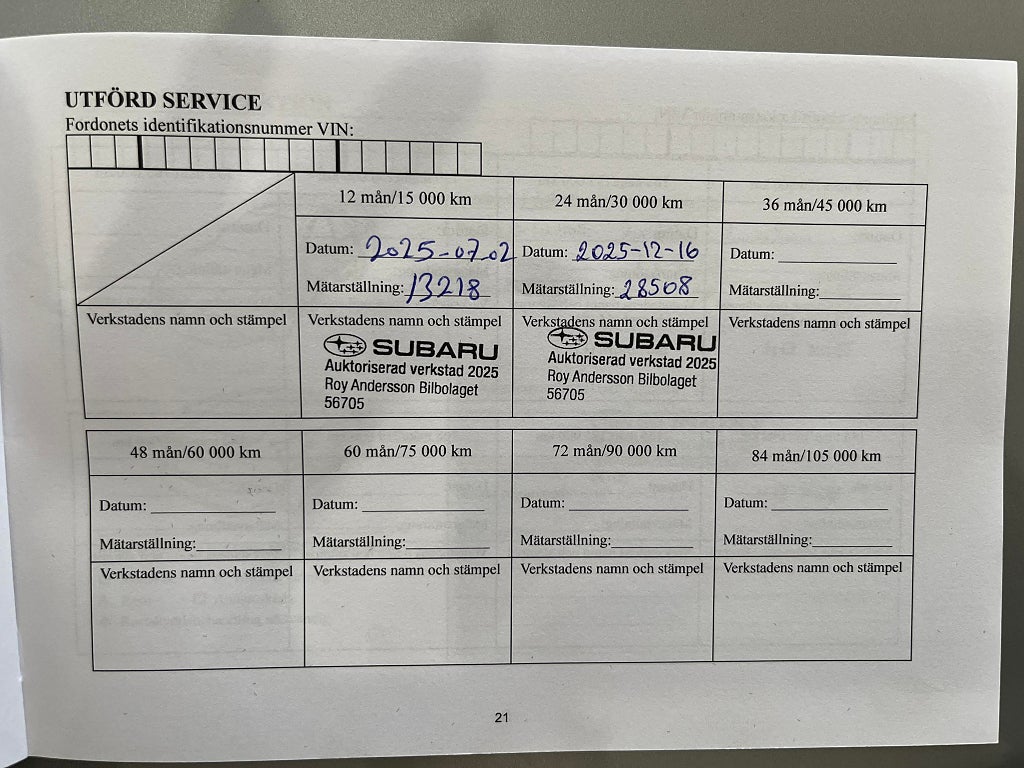 UTFÖRD SERVICE
Fordonets identifikationsnummer VIN:
12 mån/15 000 km
24 mån/30 000 km
36 mån/45 000 km
Datum: 2025-07.02
Datum: 2025-12-16
Datum:
Mätarställning: 13218
Mätarställning: 28508
Mätarställning:
Verkstadens namn och stämpel
Verkstadens namn och stämpel
SUBARU
Auktoriserad verkstad 2025
Roy Andersson Bilbolaget
56705
Verkstadens namn och stämpel
SUBARU
Auktoriserad verkstad 2025
Roy Andersson Bilbolaget
56705
Verkstadens namn och stämpel
48 mån/60 000 km
60 mån/75 000 km
72 mån/90 000 km
84 mån/105 000 km
Datum:
Datum:
Datum:
Datum:
Mätarställning:
Mätarställning:
Mätarställning:
Mätarställning:
Verkstadens namn och stämpel
Verkstadens namn och stämpel
Verkstadens namn och stämpel
Verkstadens namn och stämpel
21